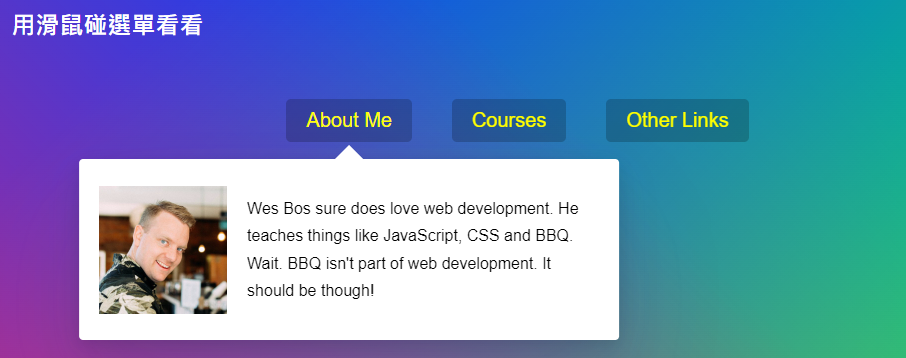 用滑鼠碰選單看看
About Me
Courses
Other Links
Wes Bos sure does love web development. He
teaches things like JavaScript, CSS and BBQ.
Wait. BBQ isn't part of web development. It
should be though!